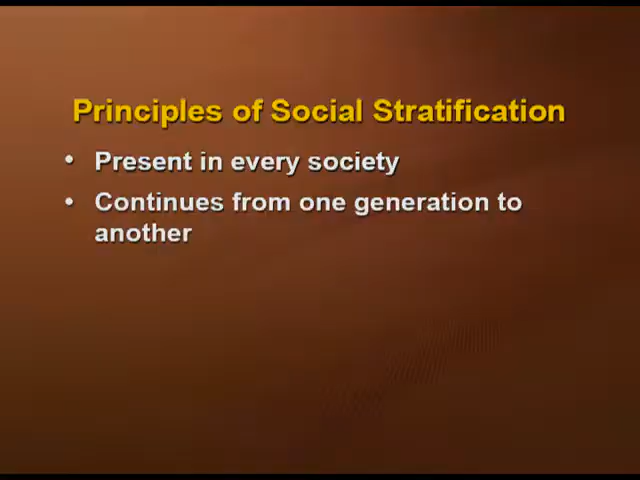 Principles of Social Stratification
• Present in every society
• Continues from one generation to
another